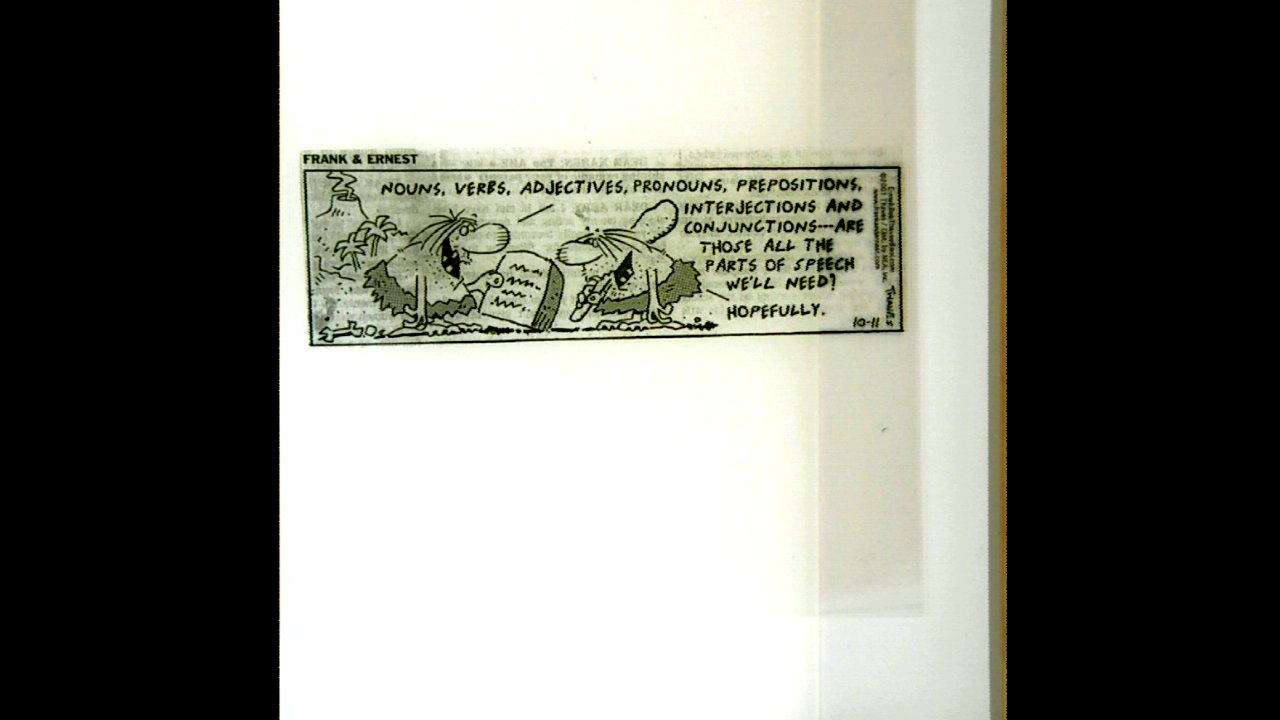 FRANK & ERNEST
NOUNS, VERBS, ADJECTIVES, PRONOUNS, PREPOSITIONS,
INTERJECTIONS AND
CONJUNCTIONS---ARE
THOSE ALL THE
PARTS OF SPEECH
WE'LL NEED?
HOPEFULLY.
10-11
THAVES